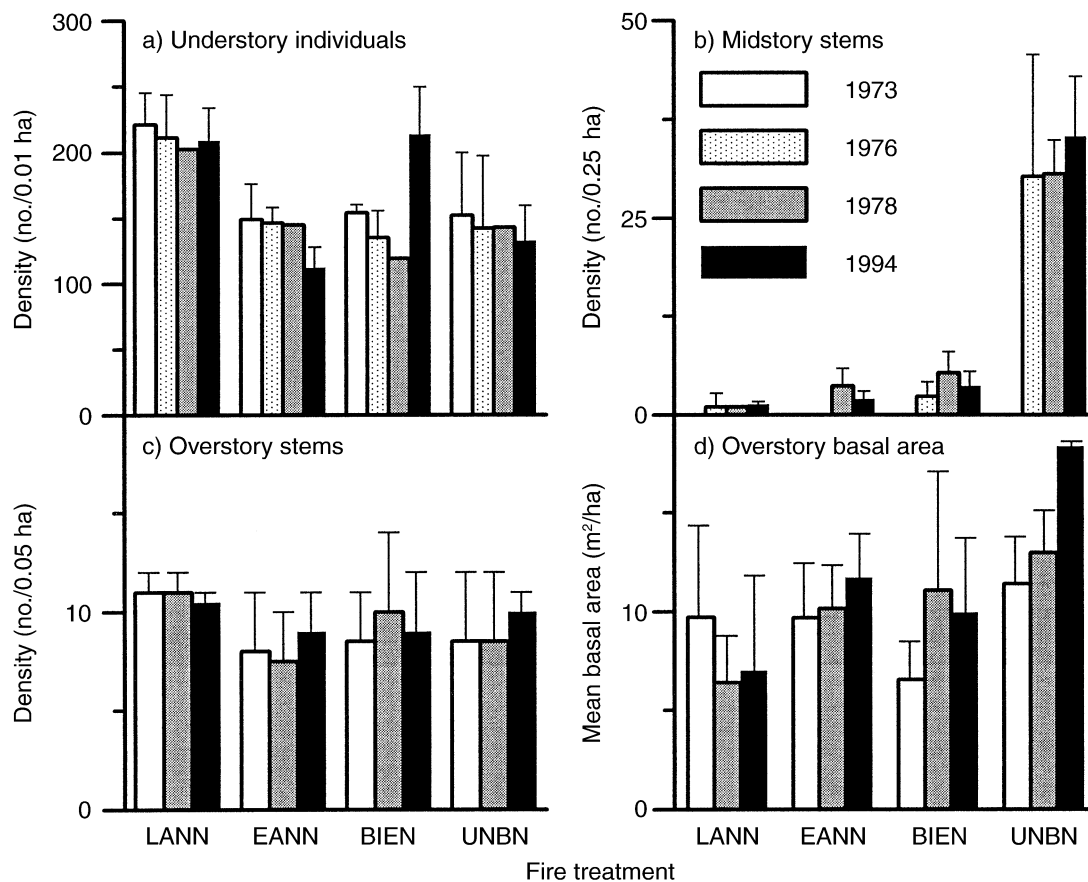 a) Understory individuals
Density (no./0.01 ha)
300
200
100
0
b) Midstory stems
Density (no./0.25 ha)
50
25
0
1973
1976
1978
1994
c) Overstory stems
Density (no./0.05 ha)
10
0
LANN EANN BIEN UNBN
d) Overstory basal area
Mean basal area (m²/ha)
10
0
LANN EANN BIEN UNBN
Fire treatment